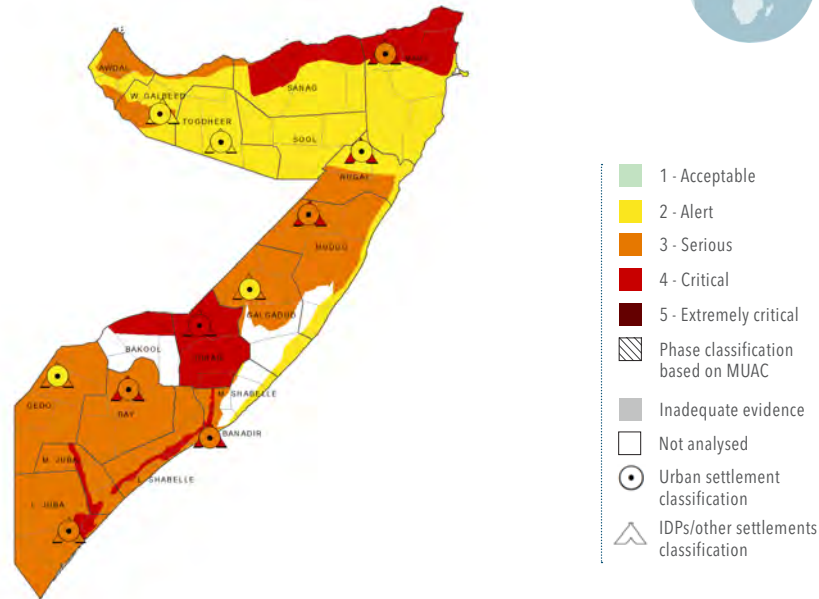 AWDAL
BARI
W. GALBEED
SANAG
TOGDHEER
SOOL
NUGAL
MUDUG
GALGADUD
BAKOOL
HIRAN
M. SHABELLE
GEDO
BAY
BANADIR
M. JUBA
L. SHABELLE
L. JUBA
1 - Acceptable
2 - Alert
3 - Serious
4 - Critical
5 - Extremely critical
Phase classification
based on MUAC
Inadequate evidence
Not analysed
Urban settlement
classification
IDPs/other settlements
classification